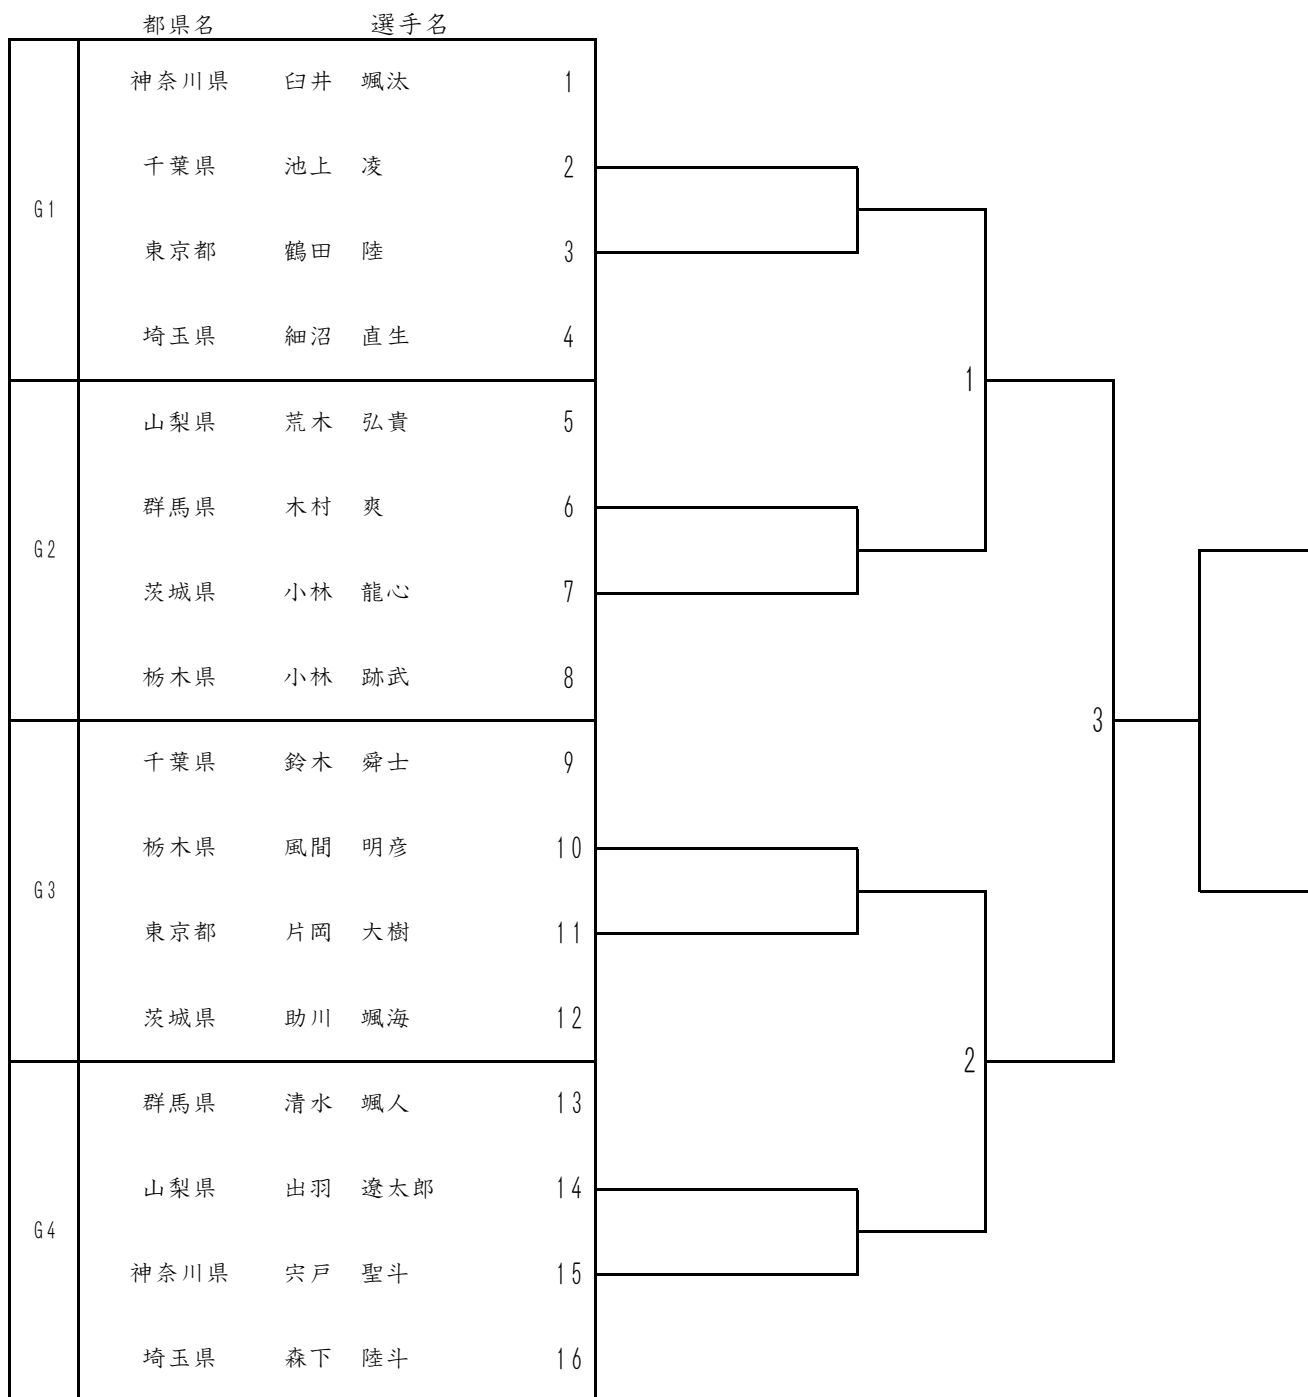 都県名 選手名
神奈川県 臼井 颯汰 1
千葉県 池上 凌 2
G1
東京都 鶴田 陸 3
埼玉県 細沼 直生 4
1
山梨県 荒木 弘貴 5
群馬県 木村 爽 6
G2
茨城県 小林 龍心 7
栃木県 小林 跡武 8
3
千葉県 鈴木 舜士 9
栃木県 風間 明彦 10
G3
東京都 片岡 大樹 11
茨城県 助川 颯海 12
2
群馬県 清水 颯人 13
山梨県 出羽 遼太郎 14
G4
神奈川県 宍戸 聖斗 15
埼玉県 森下 陸斗 16